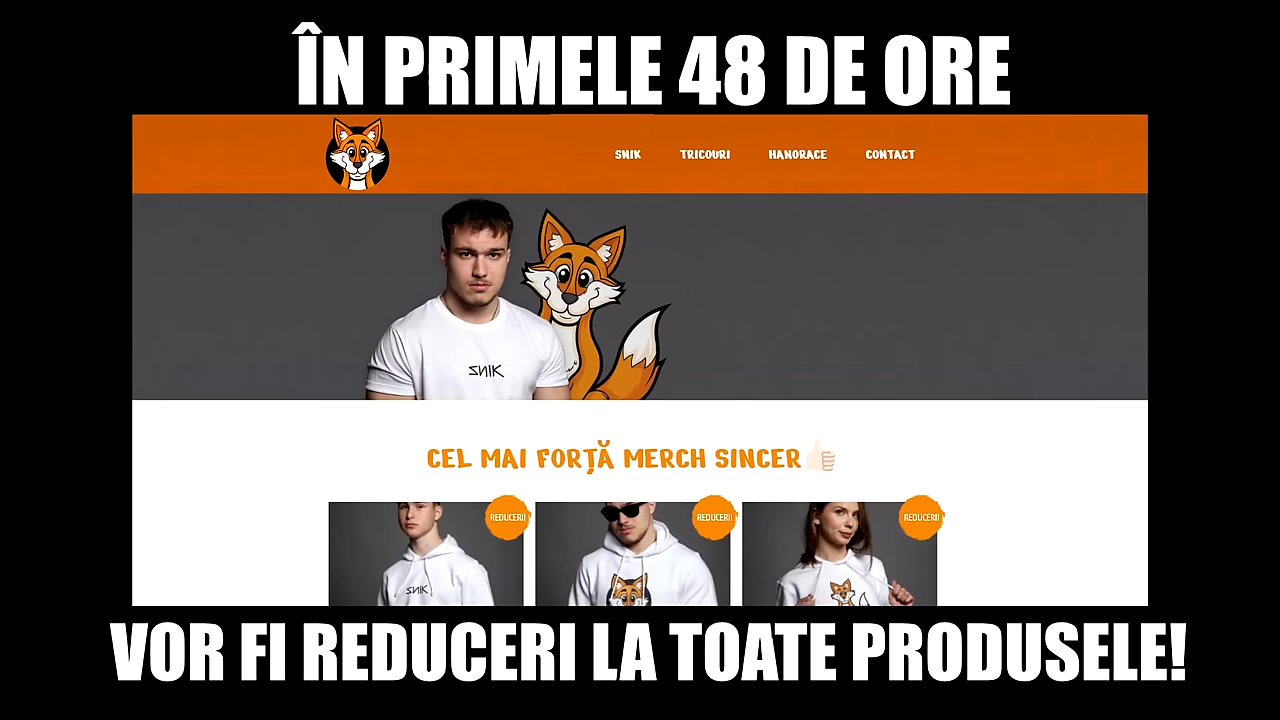 ÎN PRIMELE 48 DE ORE
SNIK TRICOURI HANORACE CONTACT
SNIK
CEL MAI FORȚĂ MERCH SINCER👍🏻
REDUCERI! REDUCERI! REDUCERI!
SNIK
VOR FI REDUCERI LA TOATE PRODUSELE!